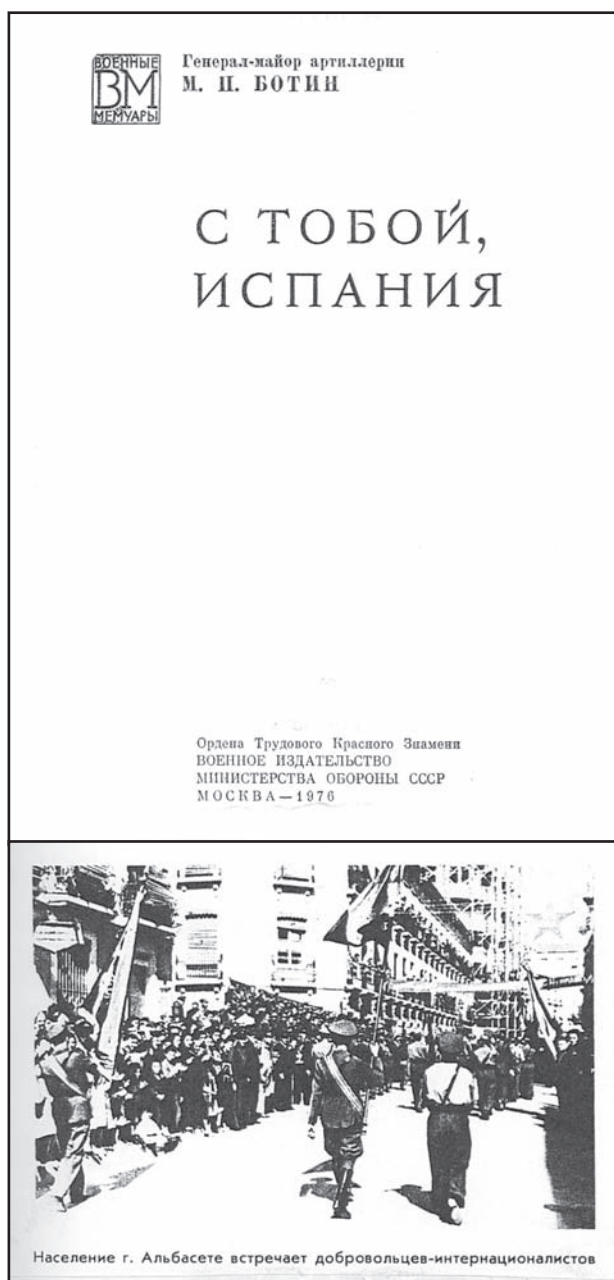 ВОЕННЫЕ
ВМ
МЕМУАРЫ
Генерал-майор артиллерии
М. П. БОТИН
С ТОБОЙ,
ИСПАНИЯ
Ордена Трудового Красного Знамени
ВОЕННОЕ ИЗДАТЕЛЬСТВО
МИНИСТЕРСТВА ОБОРОНЫ СССР
МОСКВА—1976
Население г. Альбасете встречает добровольцев-интернационалистов